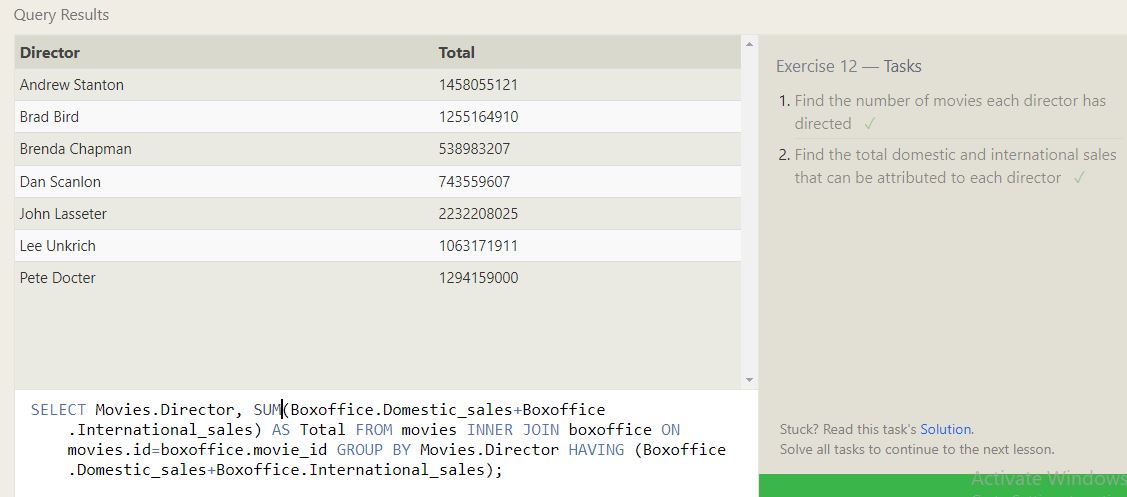 Query Results
Director Total
Andrew Stanton 1458055121
Brad Bird 1255164910
Brenda Chapman 538983207
Dan Scanlon 743559607
John Lasseter 2232208025
Lee Unkrich 1063171911
Pete Docter 1294159000
SELECT Movies.Director, SUM(Boxoffice.Domestic_sales+Boxoffice
.International_sales) AS Total FROM movies INNER JOIN boxoffice ON
movies.id=boxoffice.movie_id GROUP BY Movies.Director HAVING (Boxoffice
.Domestic_sales+Boxoffice.International_sales);
Exercise 12 — Tasks
1. Find the number of movies each director has
directed ✓
2. Find the total domestic and international sales
that can be attributed to each director ✓
Stuck? Read this task's Solution.
Solve all tasks to continue to the next lesson.
Activate Windows